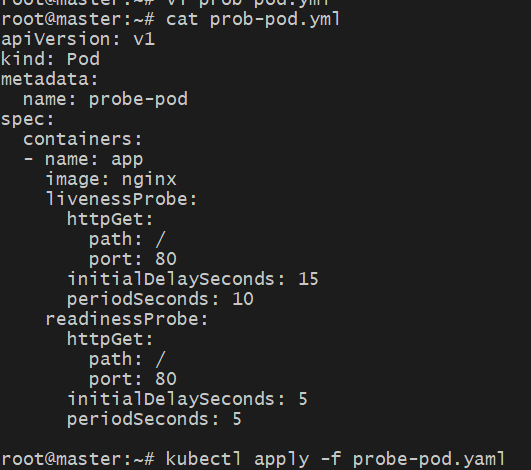 root@master:~# vi prob-pod.yml
root@master:~# cat prob-pod.yml
apiVersion: v1
kind: Pod
metadata:
  name: probe-pod
spec:
  containers:
  - name: app
    image: nginx
    livenessProbe:
      httpGet:
        path: /
        port: 80
      initialDelaySeconds: 15
      periodSeconds: 10
    readinessProbe:
      httpGet:
        path: /
        port: 80
      initialDelaySeconds: 5
      periodSeconds: 5

root@master:~# kubectl apply -f probe-pod.yaml